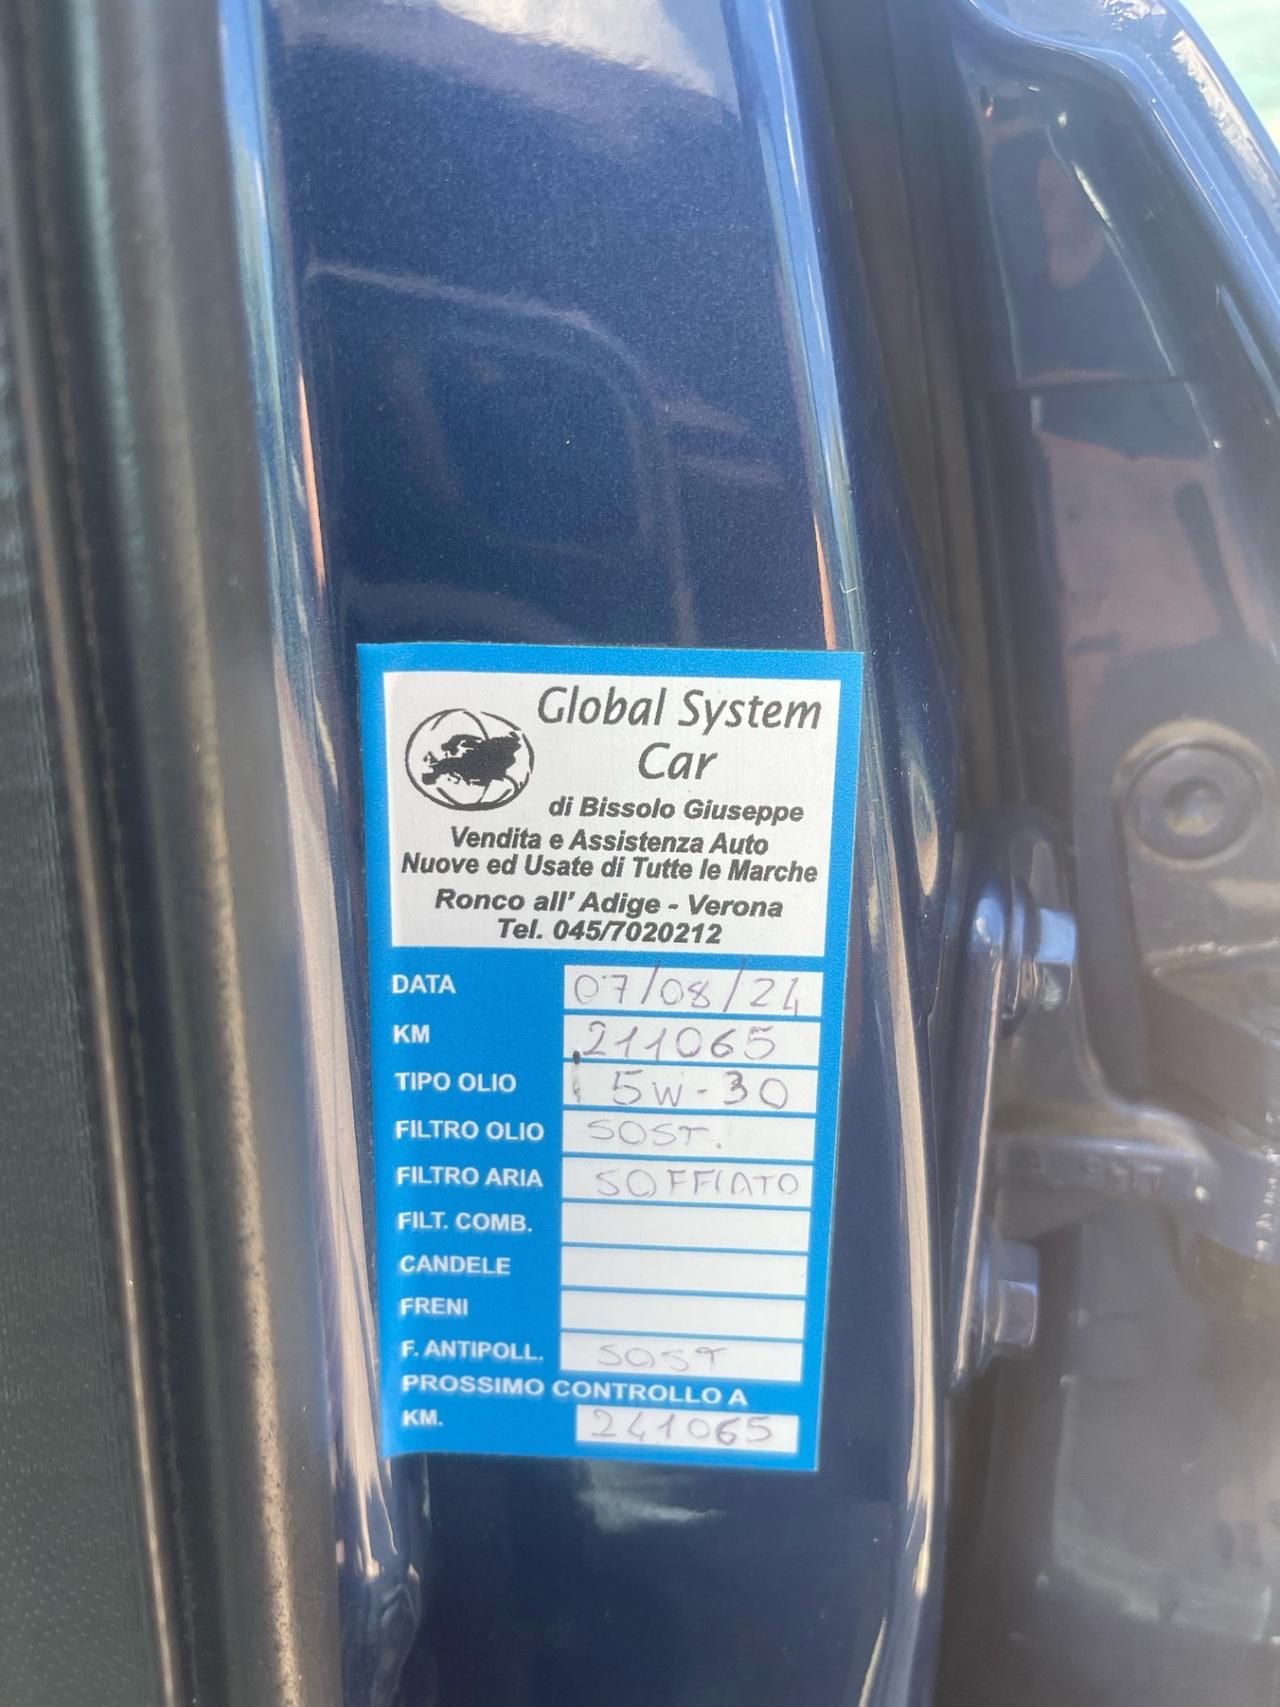 Global System
Car
di Bissolo Giuseppe
Vendita e Assistenza Auto
Nuove ed Usate di Tutte le Marche
Ronco all' Adige - Verona
Tel. 045/7020212
DATA 07/08/24
KM 211065
TIPO OLIO 5W-30
FILTRO OLIO SOST.
FILTRO ARIA SOFFIATO
FILT. COMB.
CANDELE
FRENI
F. ANTIPOLL. SOST
PROSSIMO CONTROLLO A
KM. 241065